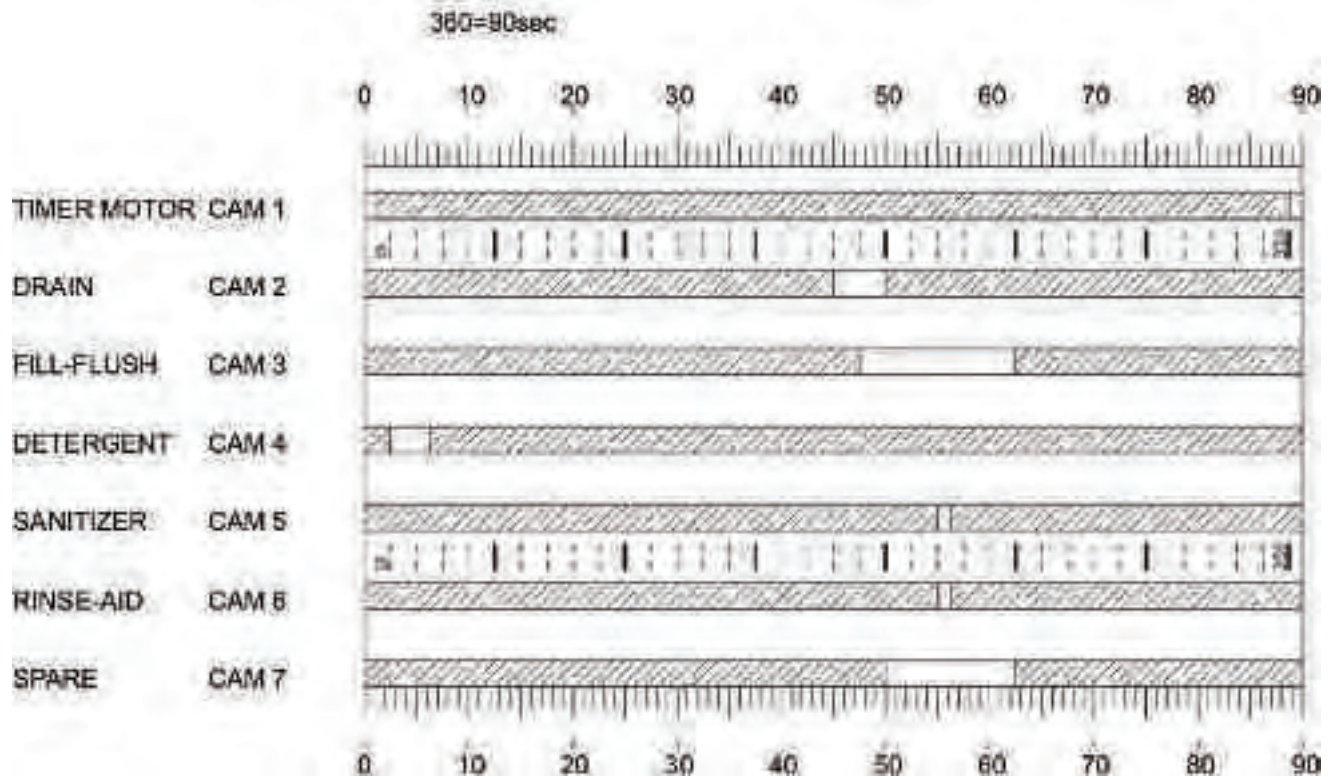 360=90sec
0 10 20 30 40 50 60 70 80 90
TIMER MOTOR CAM 1
DRAIN CAM 2
FILL-FLUSH CAM 3
DETERGENT CAM 4
SANITIZER CAM 5
RINSE-AID CAM 6
SPARE CAM 7
0 10 20 30 40 50 60 70 80 90